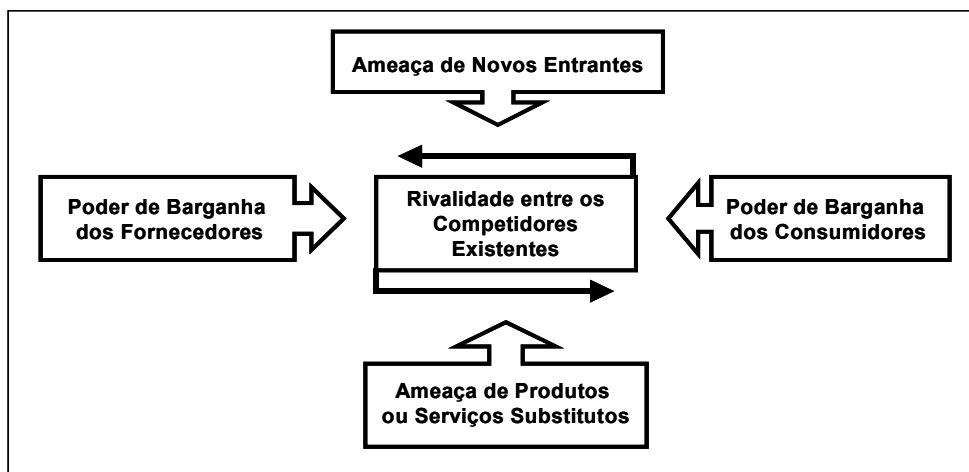 Ameaça de Novos Entrantes
Poder de Barganha
dos Fornecedores
Rivalidade entre os
Competidores
Existentes
Poder de Barganha
dos Consumidores
Ameaça de Produtos
ou Serviços Substitutos